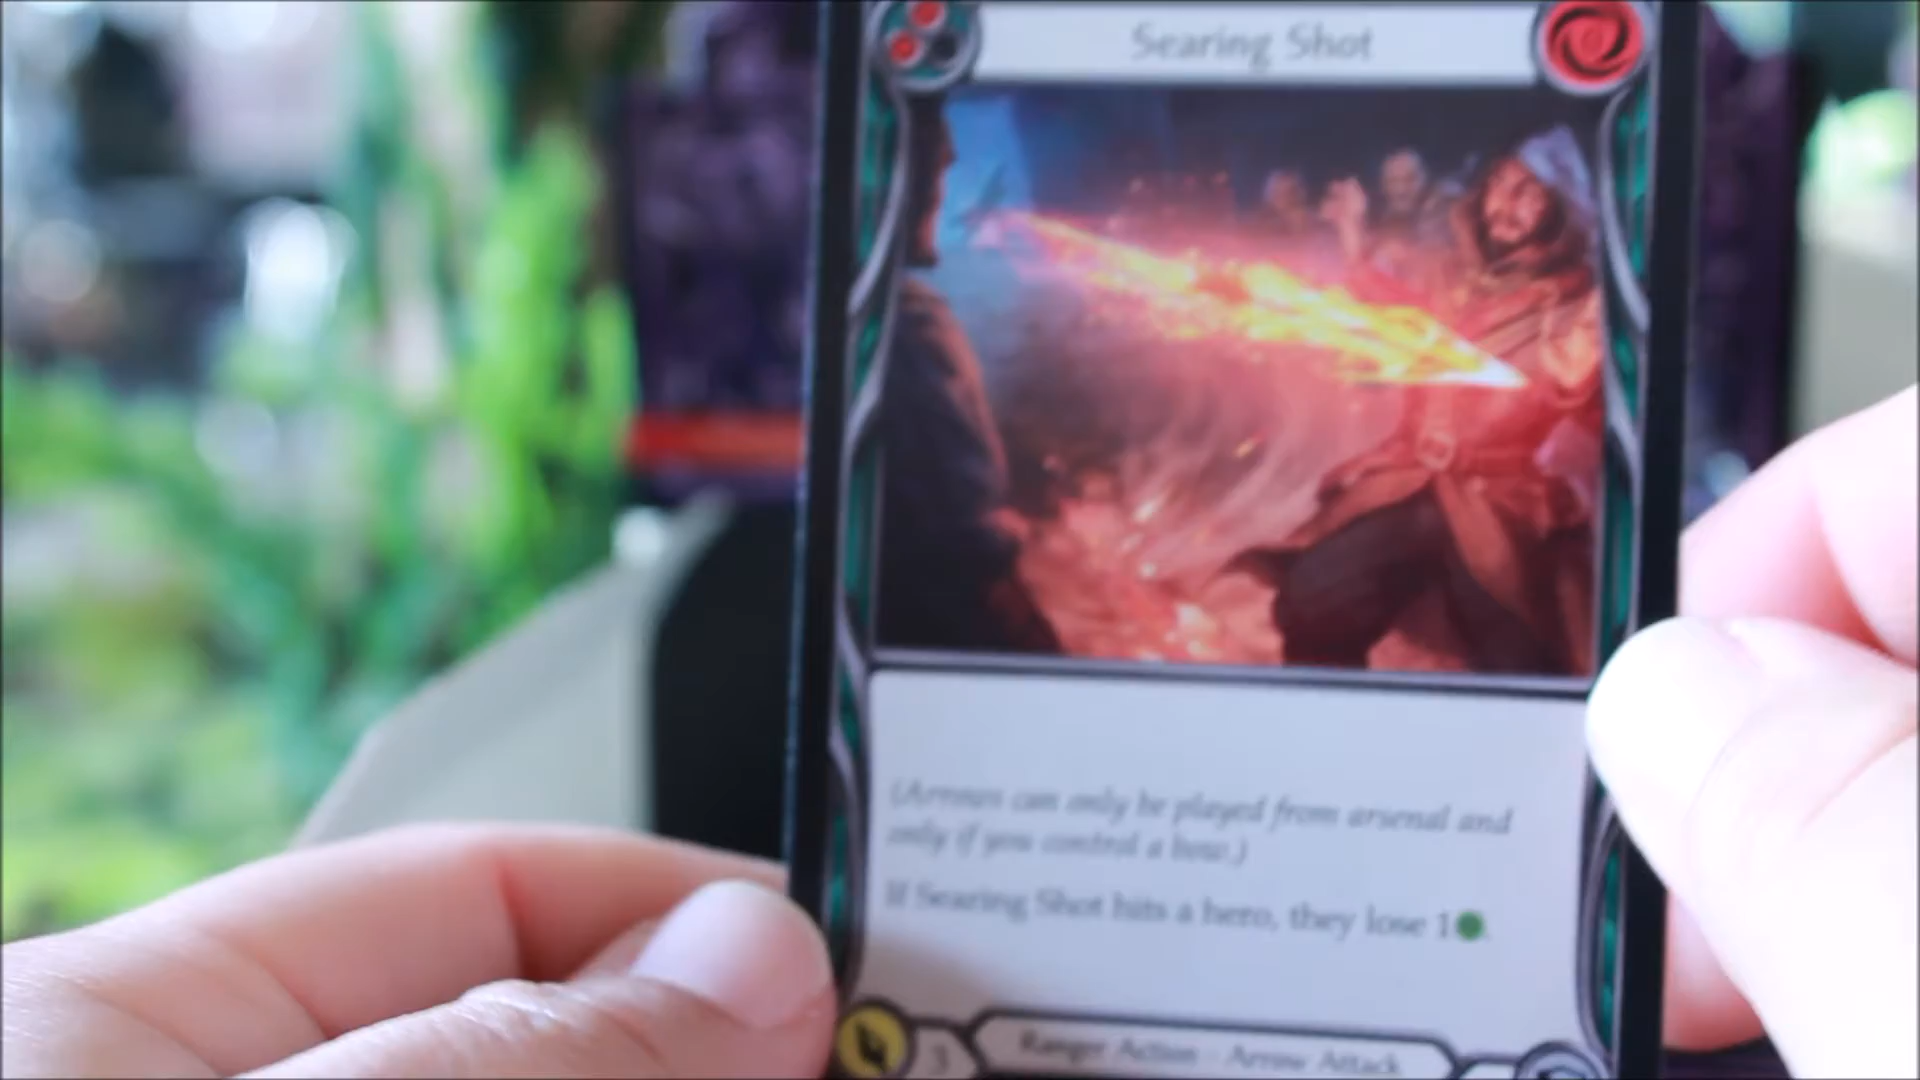 Searing Shot
(Arrows can only be played from arsenal and
only if you control a bow.)
If Searing Shot hits a hero, they lose 1
3
Ranger Action - Arrow Attack